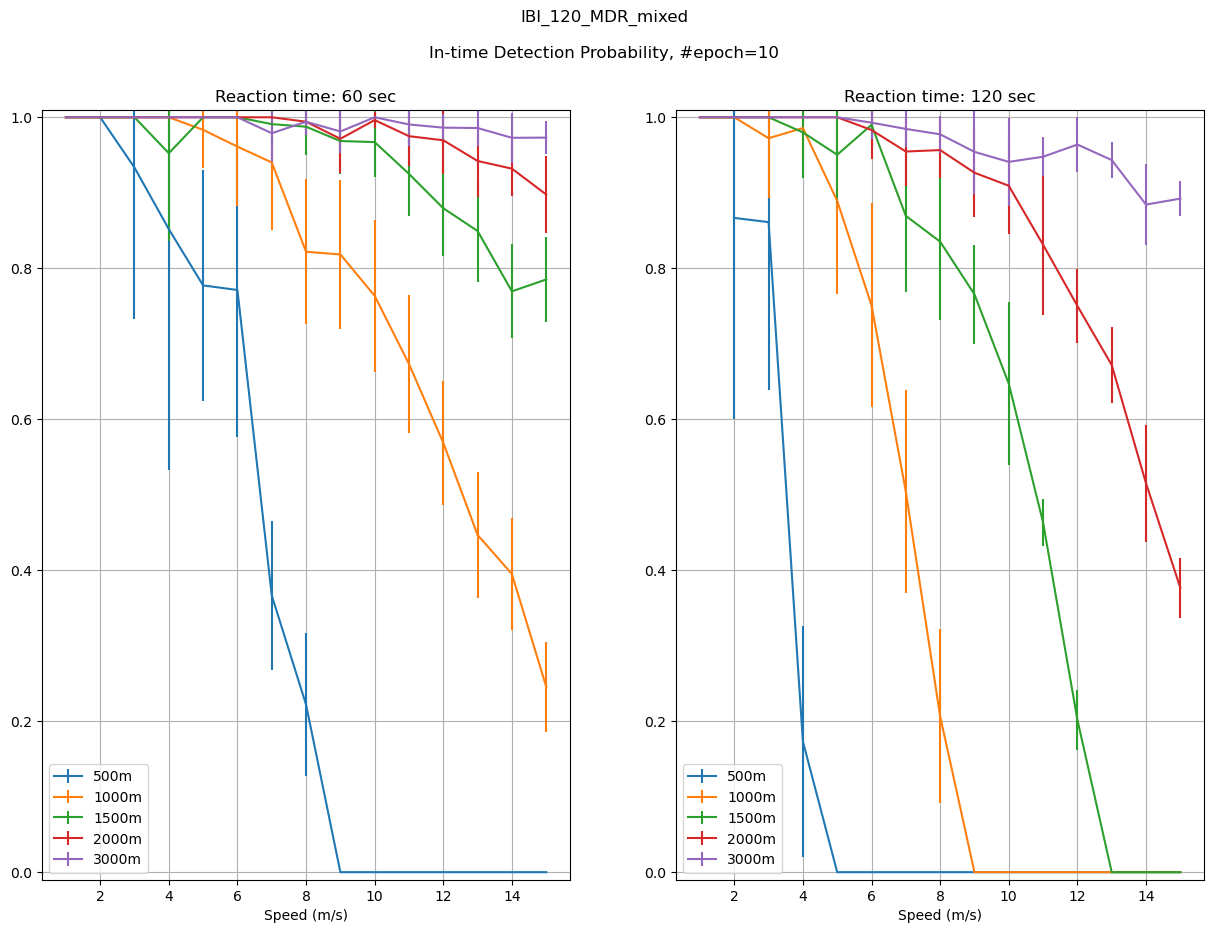 IBI_120_MDR_mixed
In-time Detection Probability, #epoch=10
Reaction time: 60 sec
1.0
0.8
0.6
0.4
0.2
0.0
2 4 6 8 10 12 14
Speed (m/s)
500m
1000m
1500m
2000m
3000m
Reaction time: 120 sec
1.0
0.8
0.6
0.4
0.2
0.0
2 4 6 8 10 12 14
Speed (m/s)
500m
1000m
1500m
2000m
3000m